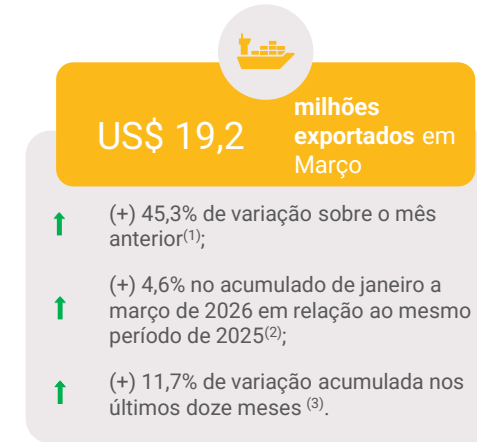 US$ 19,2
milhões
exportados em
Março
(+) 45,3% de variação sobre o mês
anterior(1);
(+) 4,6% no acumulado de janeiro a
março de 2026 em relação ao mesmo
período de 2025(2);
(+) 11,7% de variação acumulada nos
últimos doze meses (3).